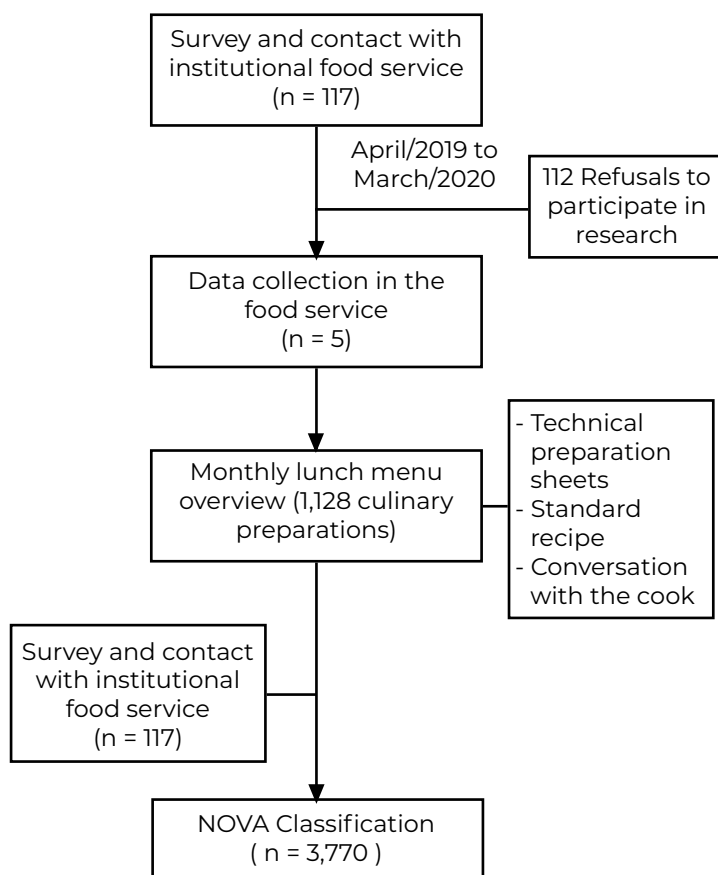 Survey and contact with
institutional food service
(n = 117)
April/2019 to
March/2020
112 Refusals to
participate in
research
Data collection in the
food service
(n = 5)
Monthly lunch menu
overview (1,128 culinary
preparations)
- Technical
preparation
sheets
- Standard
recipe
- Conversation
with the cook
Survey and contact
with institutional
food service
(n = 117)
NOVA Classification
( n = 3,770 )